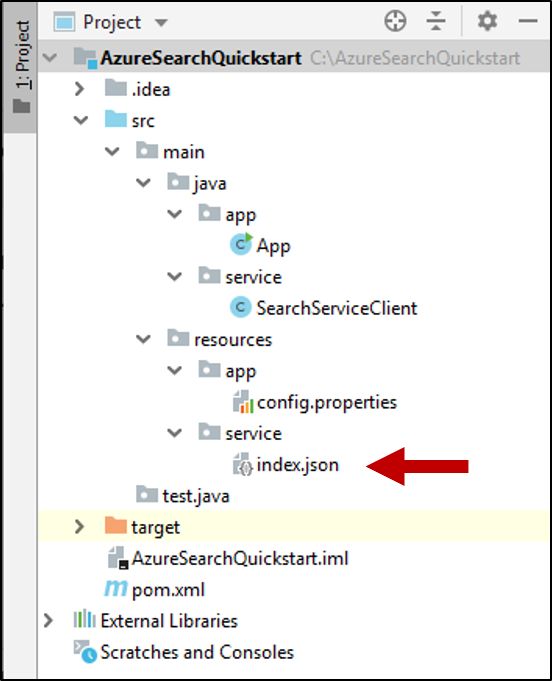 1: Project
Project
AzureSearchQuickstart C:\AzureSearchQuickstart
.idea
src
main
java
app
App
service
SearchServiceClient
resources
app
config.properties
service
index.json
test.java
target
AzureSearchQuickstart.iml
pom.xml
External Libraries
Scratches and Consoles